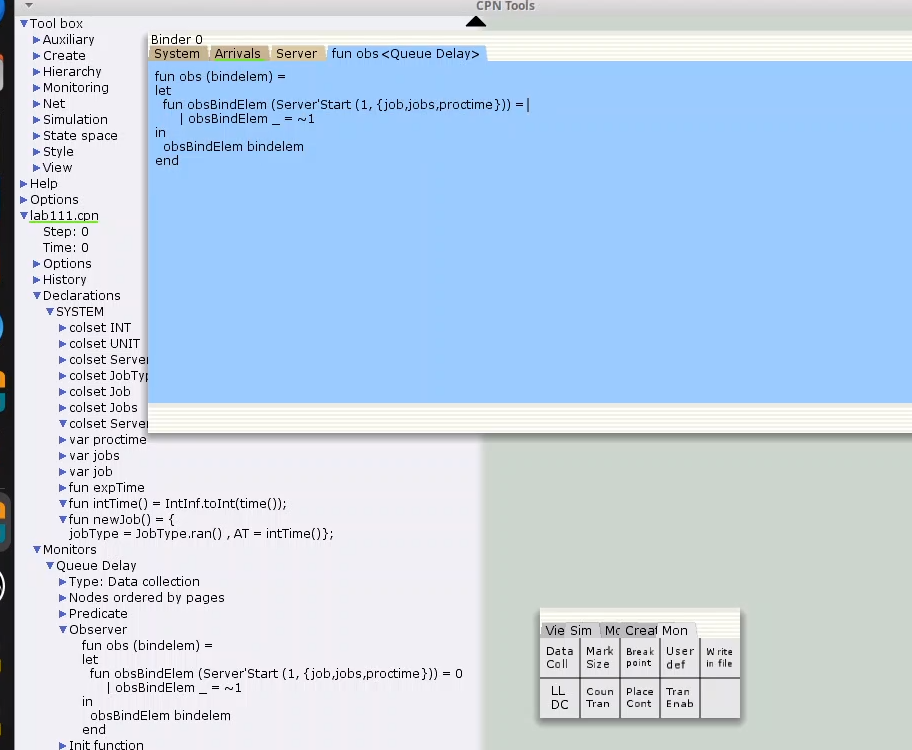 CPN Tools
Tool box
Auxiliary
Create
Hierarchy
Monitoring
Net
Simulation
State space
Style
View
Help
Options
lab111.cpn
Step: 0
Time: 0
Options
History
Declarations
SYSTEM
colset INT
colset UNIT
colset Server
colset JobTyp
colset Job
colset Jobs
colset Server
var proctime
var jobs
var job
fun expTime
fun intTime() = IntInf.toInt(time());
fun newJob() = {
jobType = JobType.ran() , AT = intTime()};
Monitors
Queue Delay
Type: Data collection
Nodes ordered by pages
Predicate
Observer
fun obs (bindelem) =
let
fun obsBindElem (Server'Start (1, {job,jobs,proctime})) = 0
| obsBindElem _ = ~1
in
obsBindElem bindelem
end
Init function
Binder 0
System Arrivals Server fun obs <Queue Delay>
fun obs (bindelem) =
let
fun obsBindElem (Server'Start (1, {job,jobs,proctime})) =
| obsBindElem _ = ~1
in
obsBindElem bindelem
end
Vie Sim Mo Creat Mon
Data Coll
Mark Size
Break point
User def
Write in file
LL DC
Coun Tran
Place Cont
Tran Enab